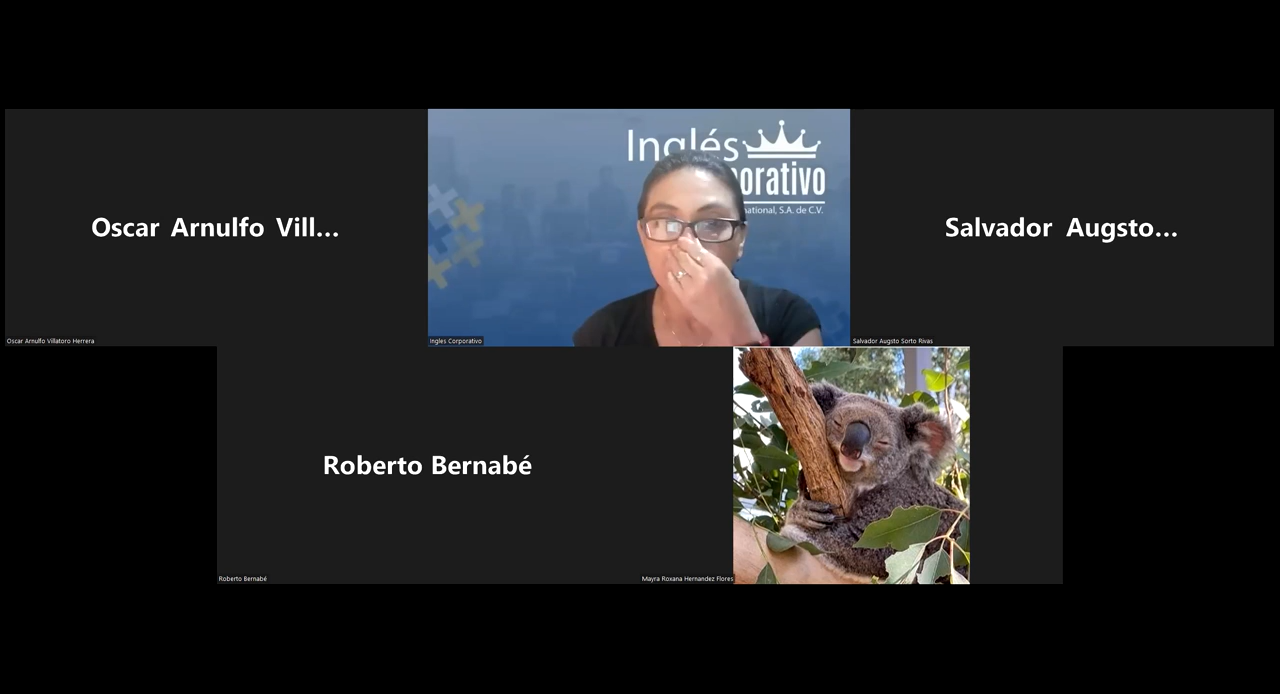 Oscar Arnulfo Vill...
Oscar Arnulfo Villatoro Herrera
Inglés
orativo
national, S.A. de C.V.
Ingles Corporativo
Salvador Augsto...
Salvador Augsto Sorto Rivas
Roberto Bernabé
Roberto Bernabé
Mayra Roxana Hernandez Flores